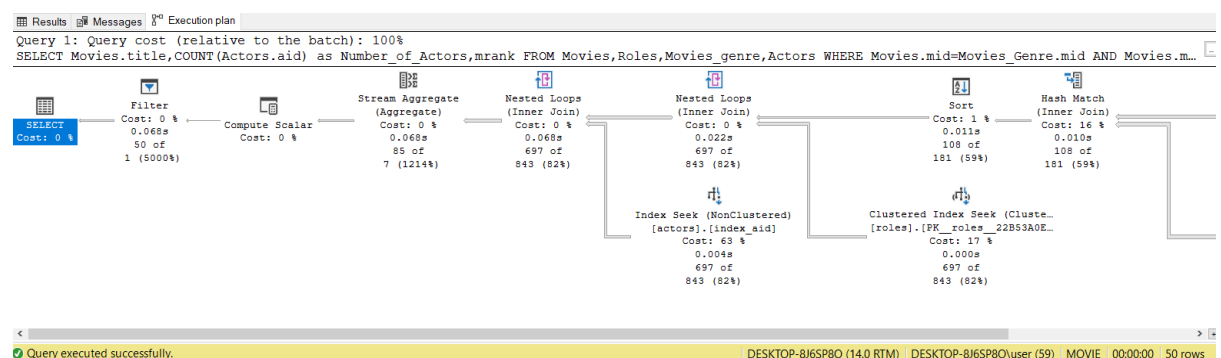 Results Messages Execution plan
Query 1: Query cost (relative to the batch): 100%
SELECT Movies.title,COUNT(Actors.aid) as Number_of_Actors,mrank FROM Movies,Roles,Movies_genre,Actors WHERE Movies.mid=Movies_Genre.mid AND Movies.m…
SELECT
Cost: 0 %
Filter
Cost: 0 %
0.068s
50 of
1 (5000%)
Compute Scalar
Cost: 0 %
Stream Aggregate
(Aggregate)
Cost: 0 %
0.068s
85 of
7 (1214%)
Nested Loops
(Inner Join)
Cost: 0 %
0.068s
697 of
843 (82%)
Nested Loops
(Inner Join)
Cost: 0 %
0.022s
697 of
843 (82%)
Sort
Cost: 1 %
0.011s
108 of
181 (59%)
Hash Match
(Inner Join)
Cost: 16 %
0.010s
108 of
181 (59%)
Index Seek (NonClustered)
[actors].[index_aid]
Cost: 63 %
0.004s
697 of
843 (82%)
Clustered Index Seek (Cluste…
[roles].[PK__roles__22B53A0E…
Cost: 17 %
0.000s
697 of
843 (82%)
Query executed successfully. DESKTOP-8J6SP8O (14.0 RTM) DESKTOP-8J6SP8O\user (59) MOVIE 00:00:00 50 rows